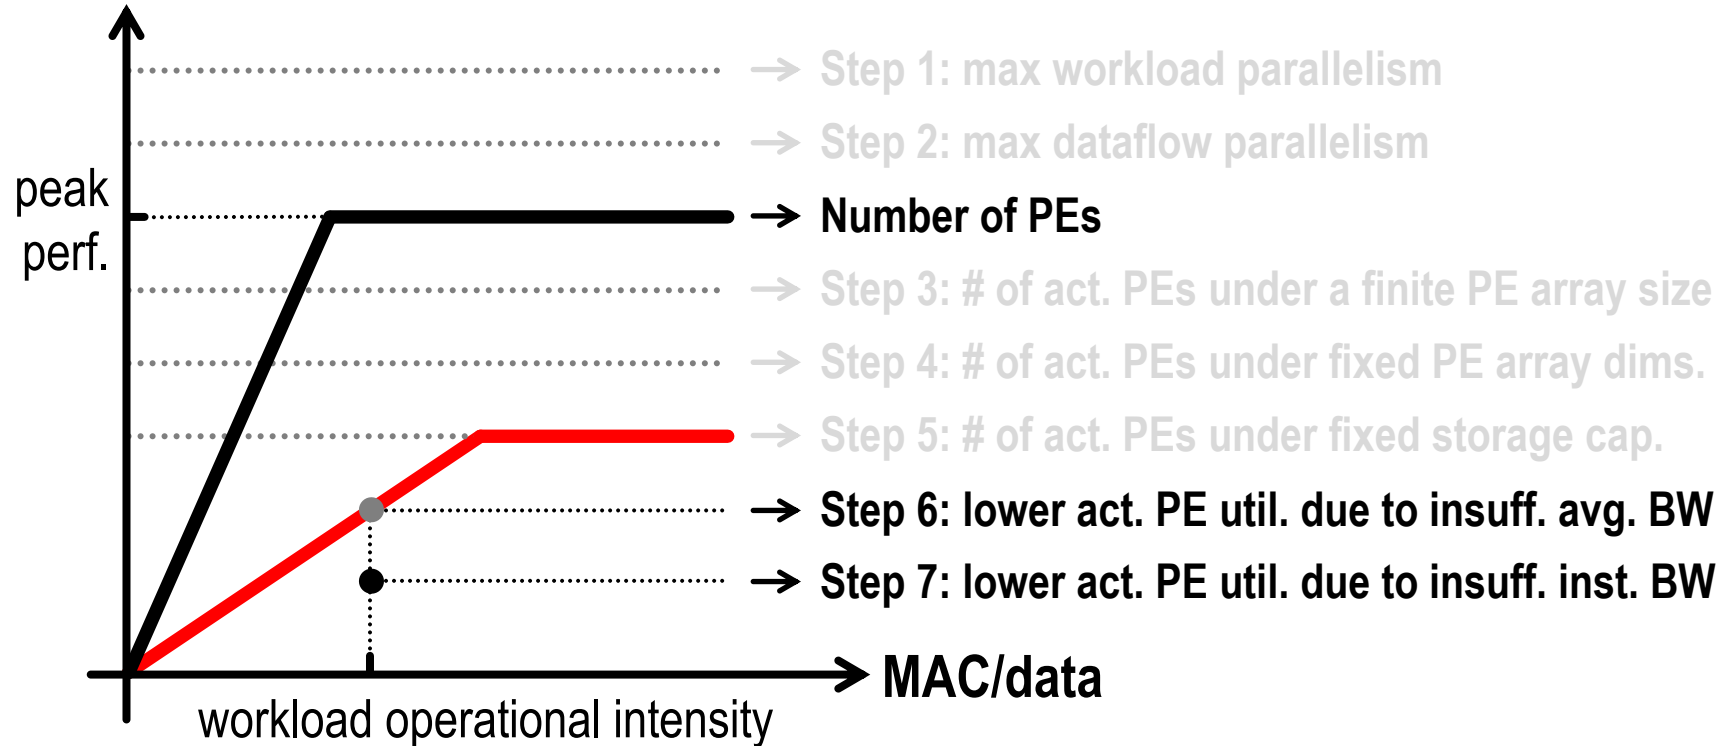 Step 1: max workload parallelism
Step 2: max dataflow parallelism
peak
perf.
Number of PEs
Step 3: # of act. PEs under a finite PE array size
Step 4: # of act. PEs under fixed PE array dims.
Step 5: # of act. PEs under fixed storage cap.
Step 6: lower act. PE util. due to insuff. avg. BW
Step 7: lower act. PE util. due to insuff. inst. BW
MAC/data
workload operational intensity